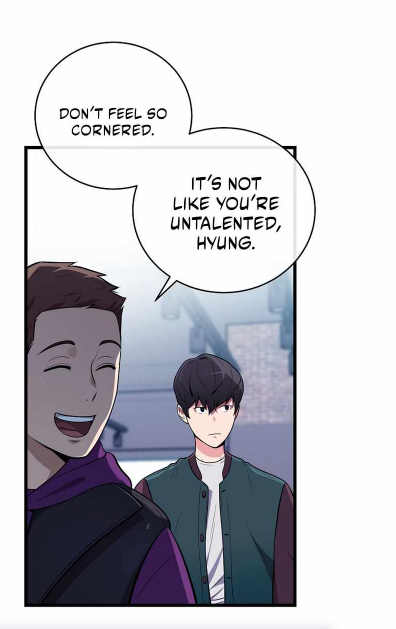 DON'T FEEL SO
CORNERED.
IT'S NOT
LIKE YOU'RE
UNTALENTED,
HYUNG.